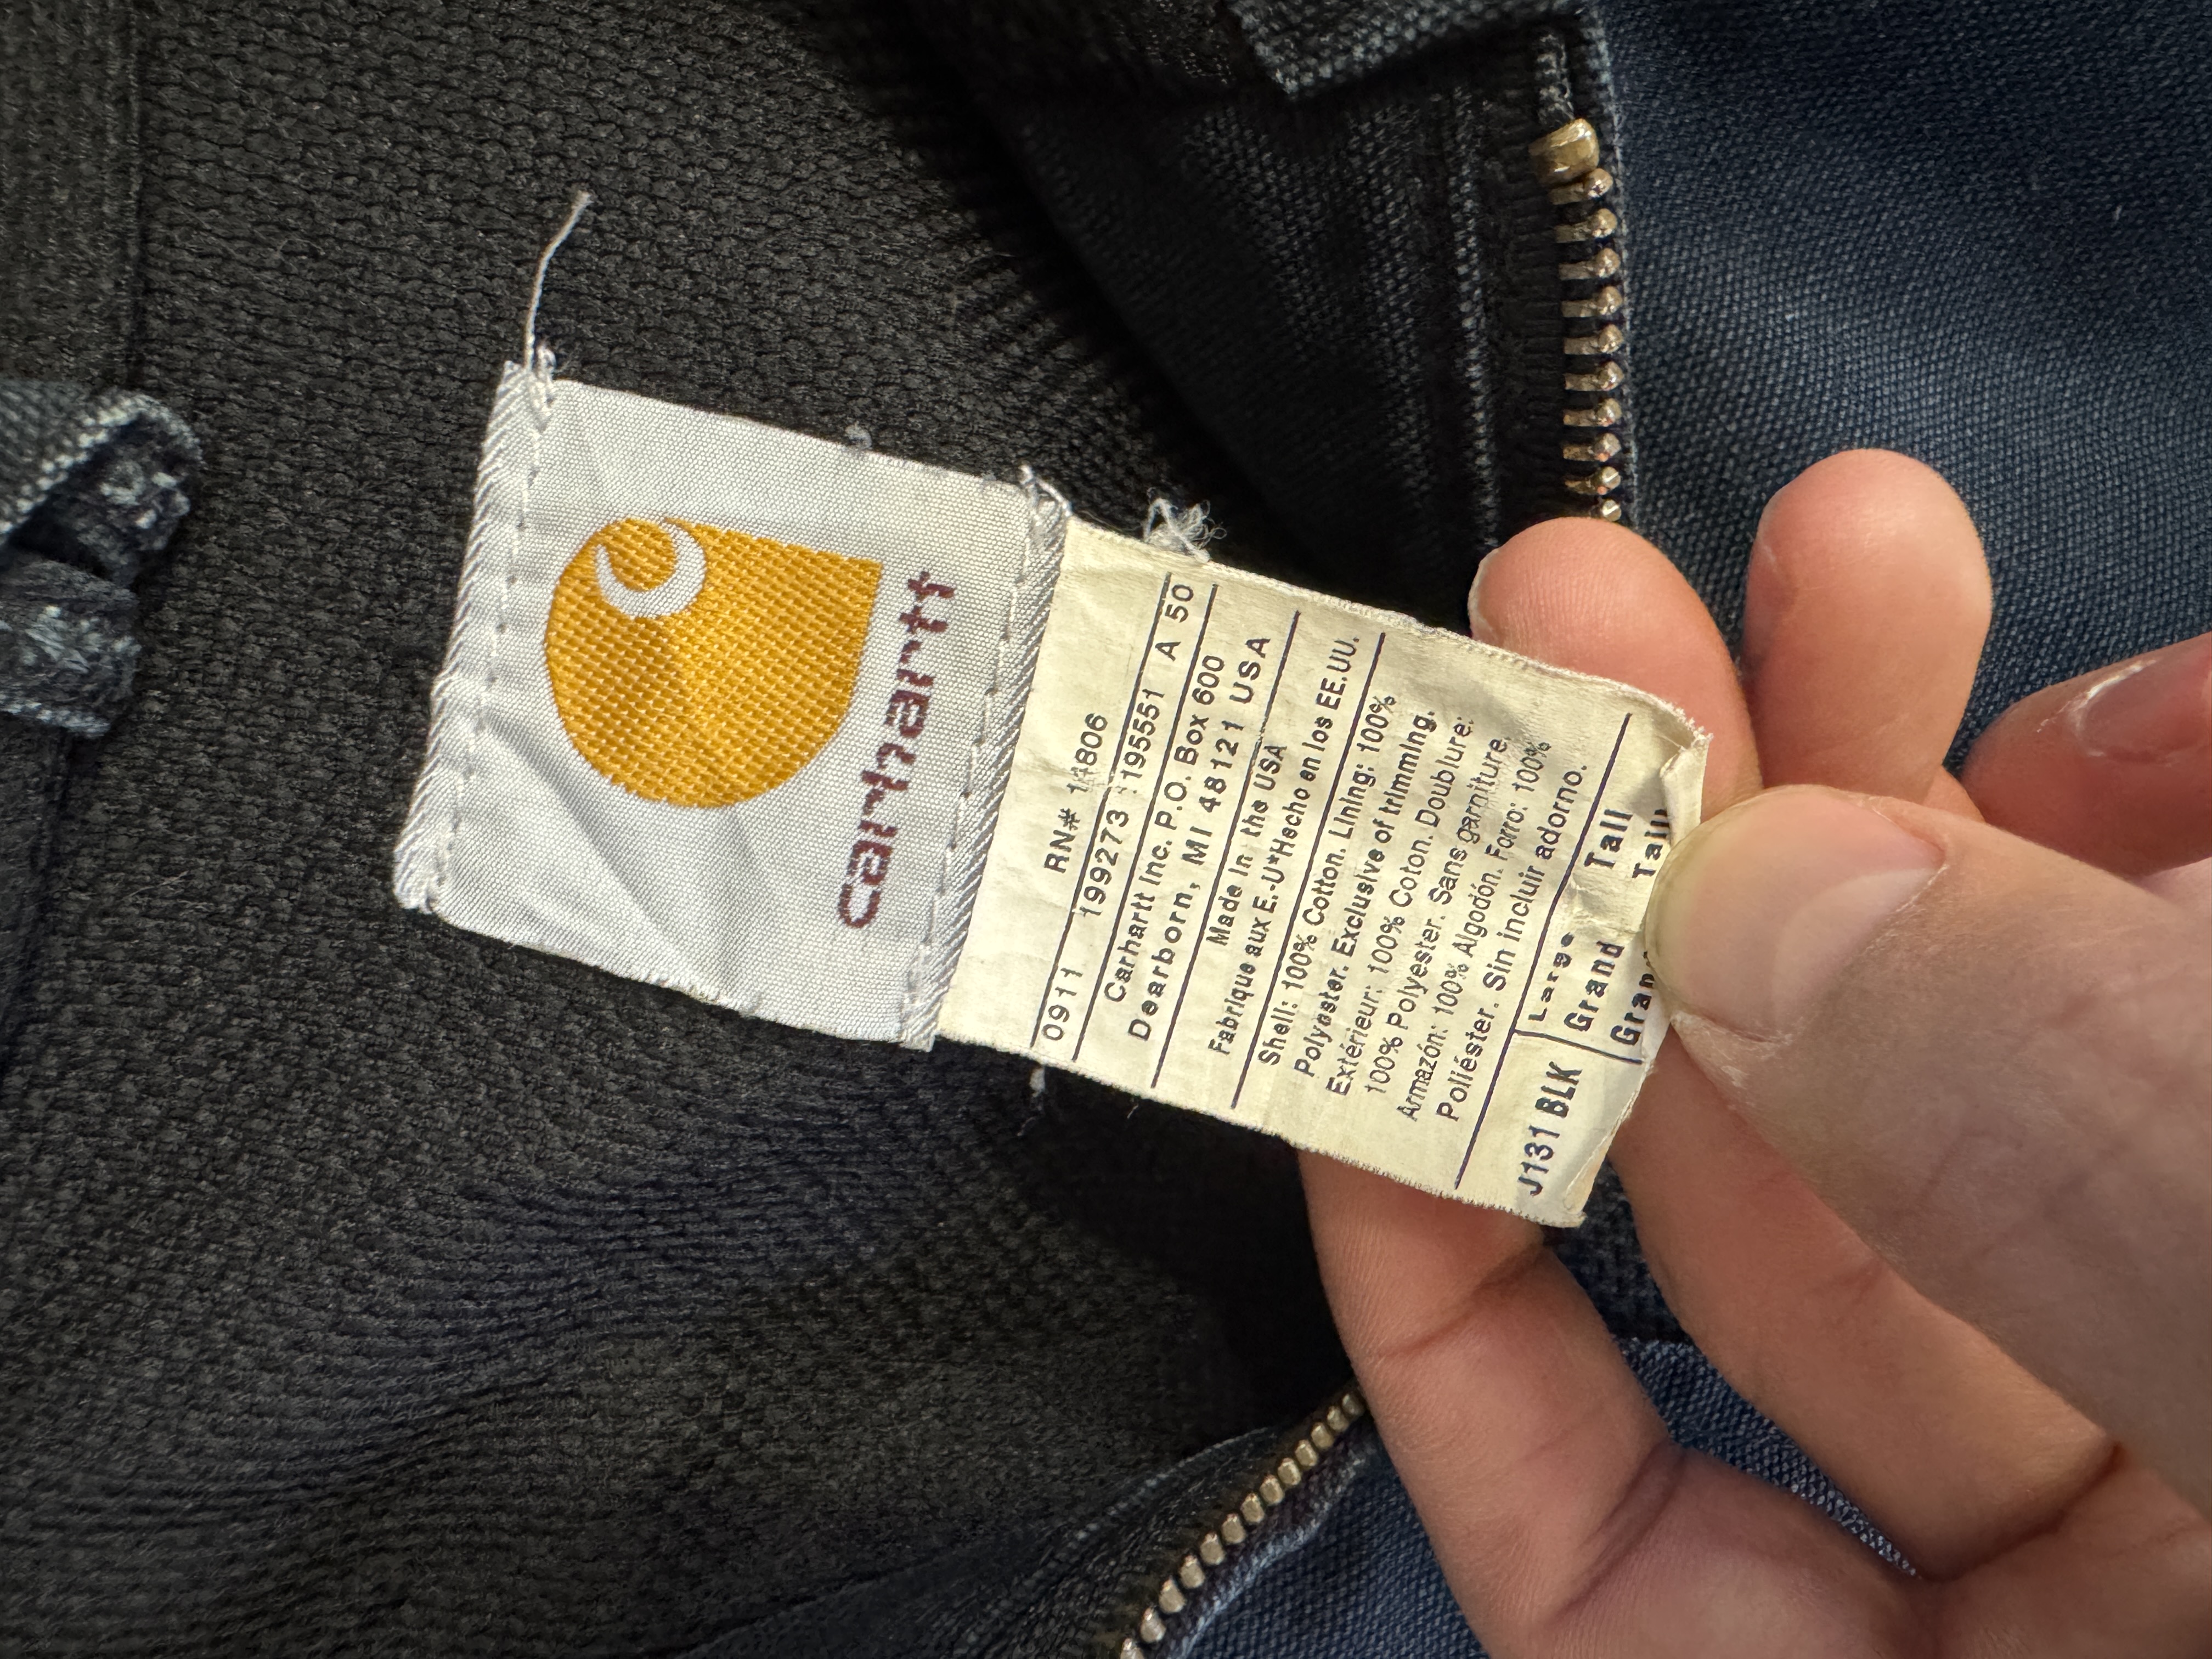 carhartt
RN# 14806
0911 199273 195551 A 50
Carhartt Inc. P.O. Box 600
Dearborn, MI 48121 USA
Made in the USA
Fabrique aux E.-U*Hecho en los EE.UU.
Shell: 100% Cotton. Lining: 100%
Polyester. Exclusive of trimming.
Extérieur: 100% Coton. Doublure:
100% Polyester. Sans garniture.
Armazón: 100% Algodón. Forro: 100%
Poliéster. Sin incluir adorno.
J131 BLK Large Tall
Grand Tall
Tall